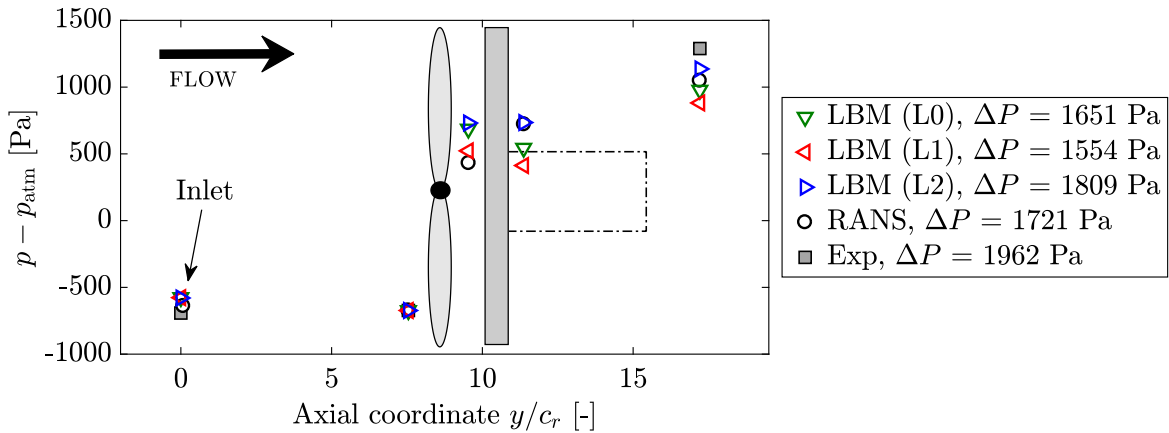 1500
1000
500
0
-500
-1000
p − p_atm [Pa]
FLOW
Inlet
0
5
10
15
Axial coordinate y/c_r [-]
LBM (L0), ΔP = 1651 Pa
LBM (L1), ΔP = 1554 Pa
LBM (L2), ΔP = 1809 Pa
RANS, ΔP = 1721 Pa
Exp, ΔP = 1962 Pa